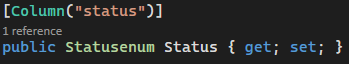 [Column("status")]
1 reference
public Statusenum Status { get; set; }